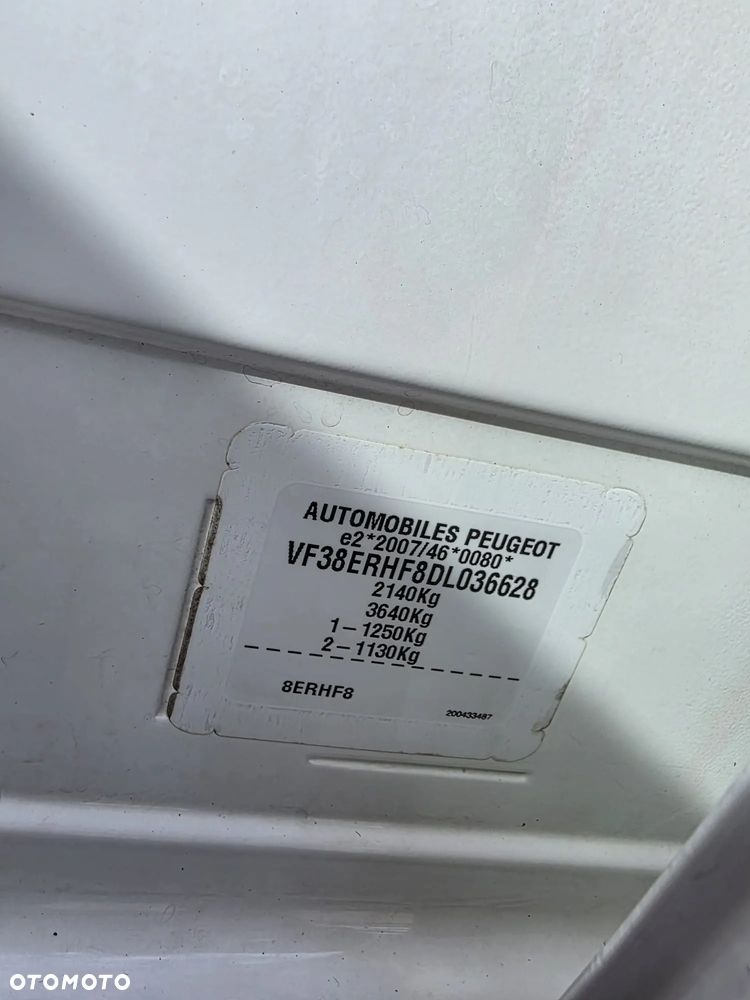 AUTOMOBILES PEUGEOT
e2*2007/46*0080*
VF38ERHF8DL036628
2140Kg
3640Kg
1-1250Kg
2-1130Kg
8ERHF8
200433487
OTOMOTO